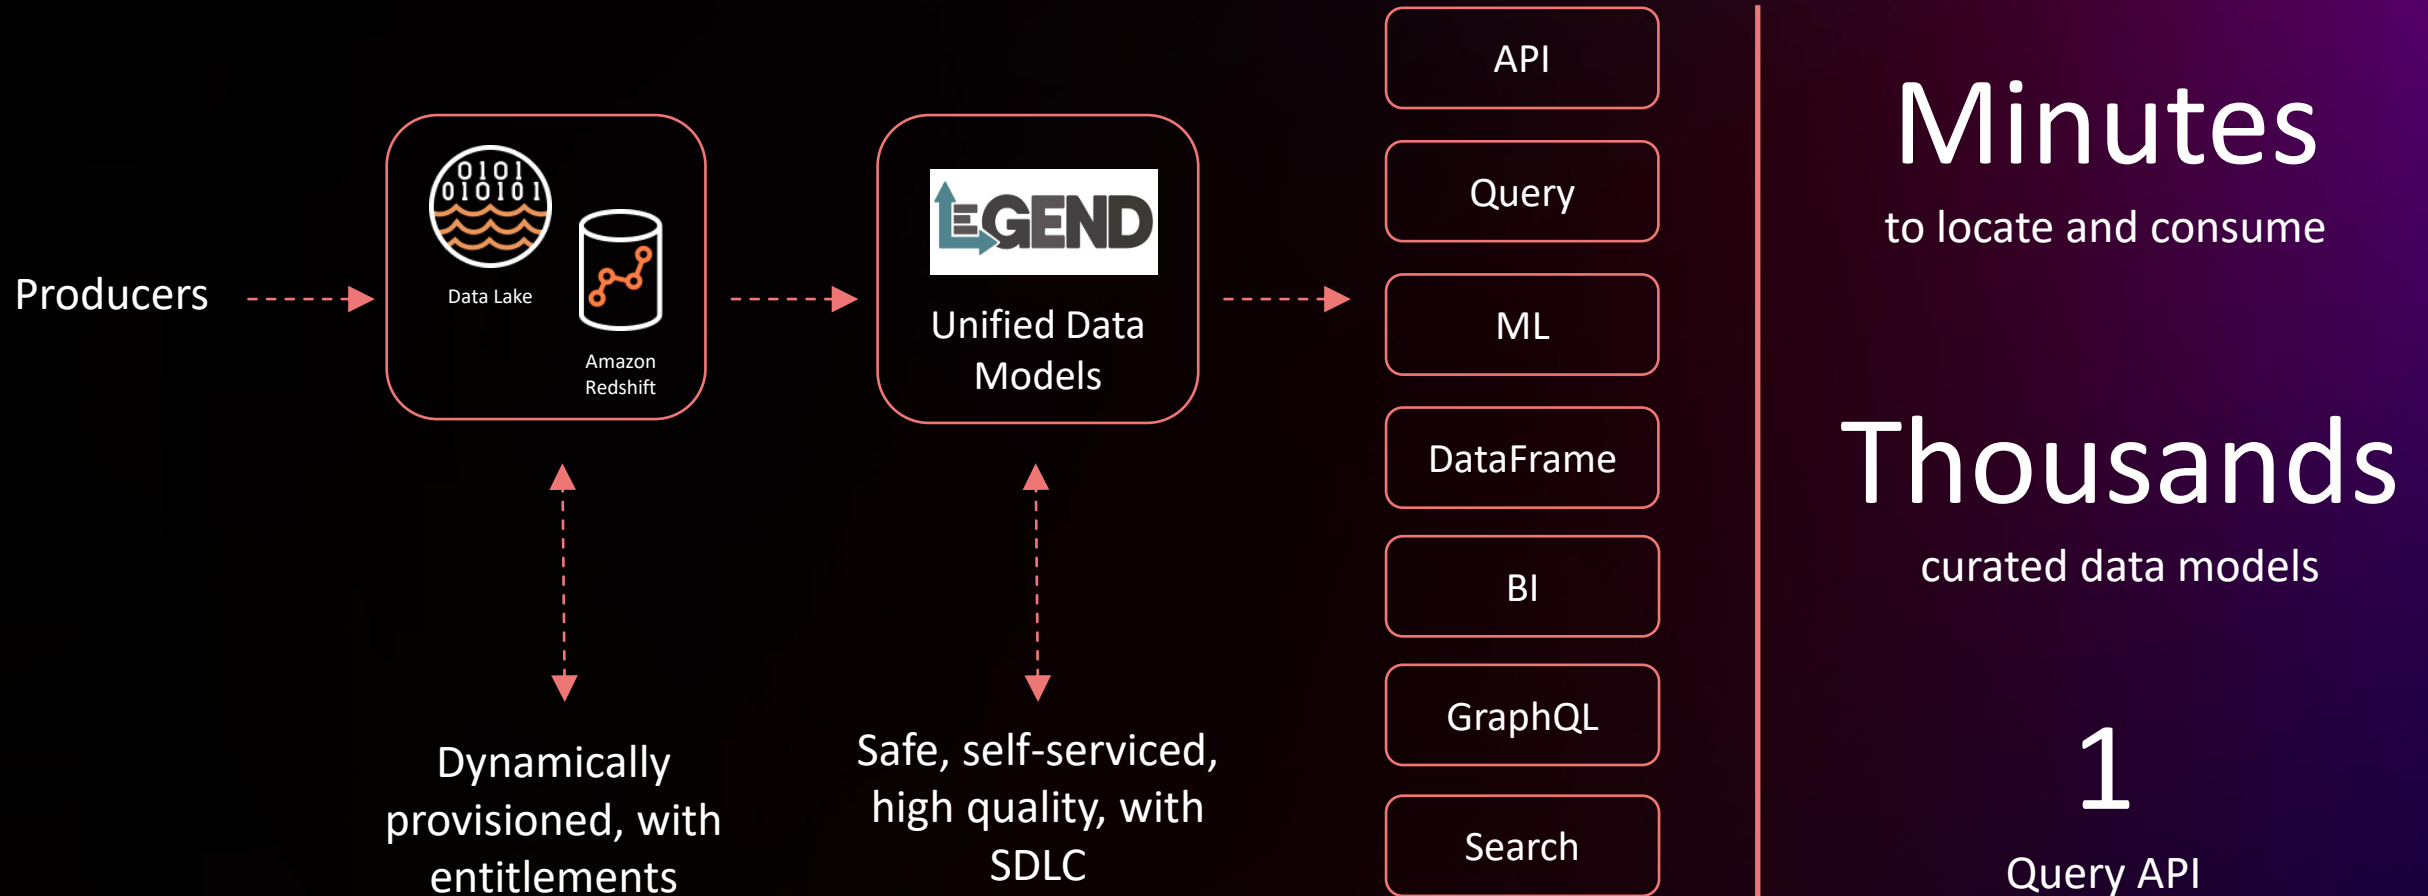 Producers
0101
010101
Data Lake
Amazon
Redshift
LEGEND
Unified Data
Models
Dynamically
provisioned, with
entitlements
Safe, self-serviced,
high quality, with
SDLC
API
Query
ML
DataFrame
BI
GraphQL
Search
Minutes
to locate and consume
Thousands
curated data models
1
Query API